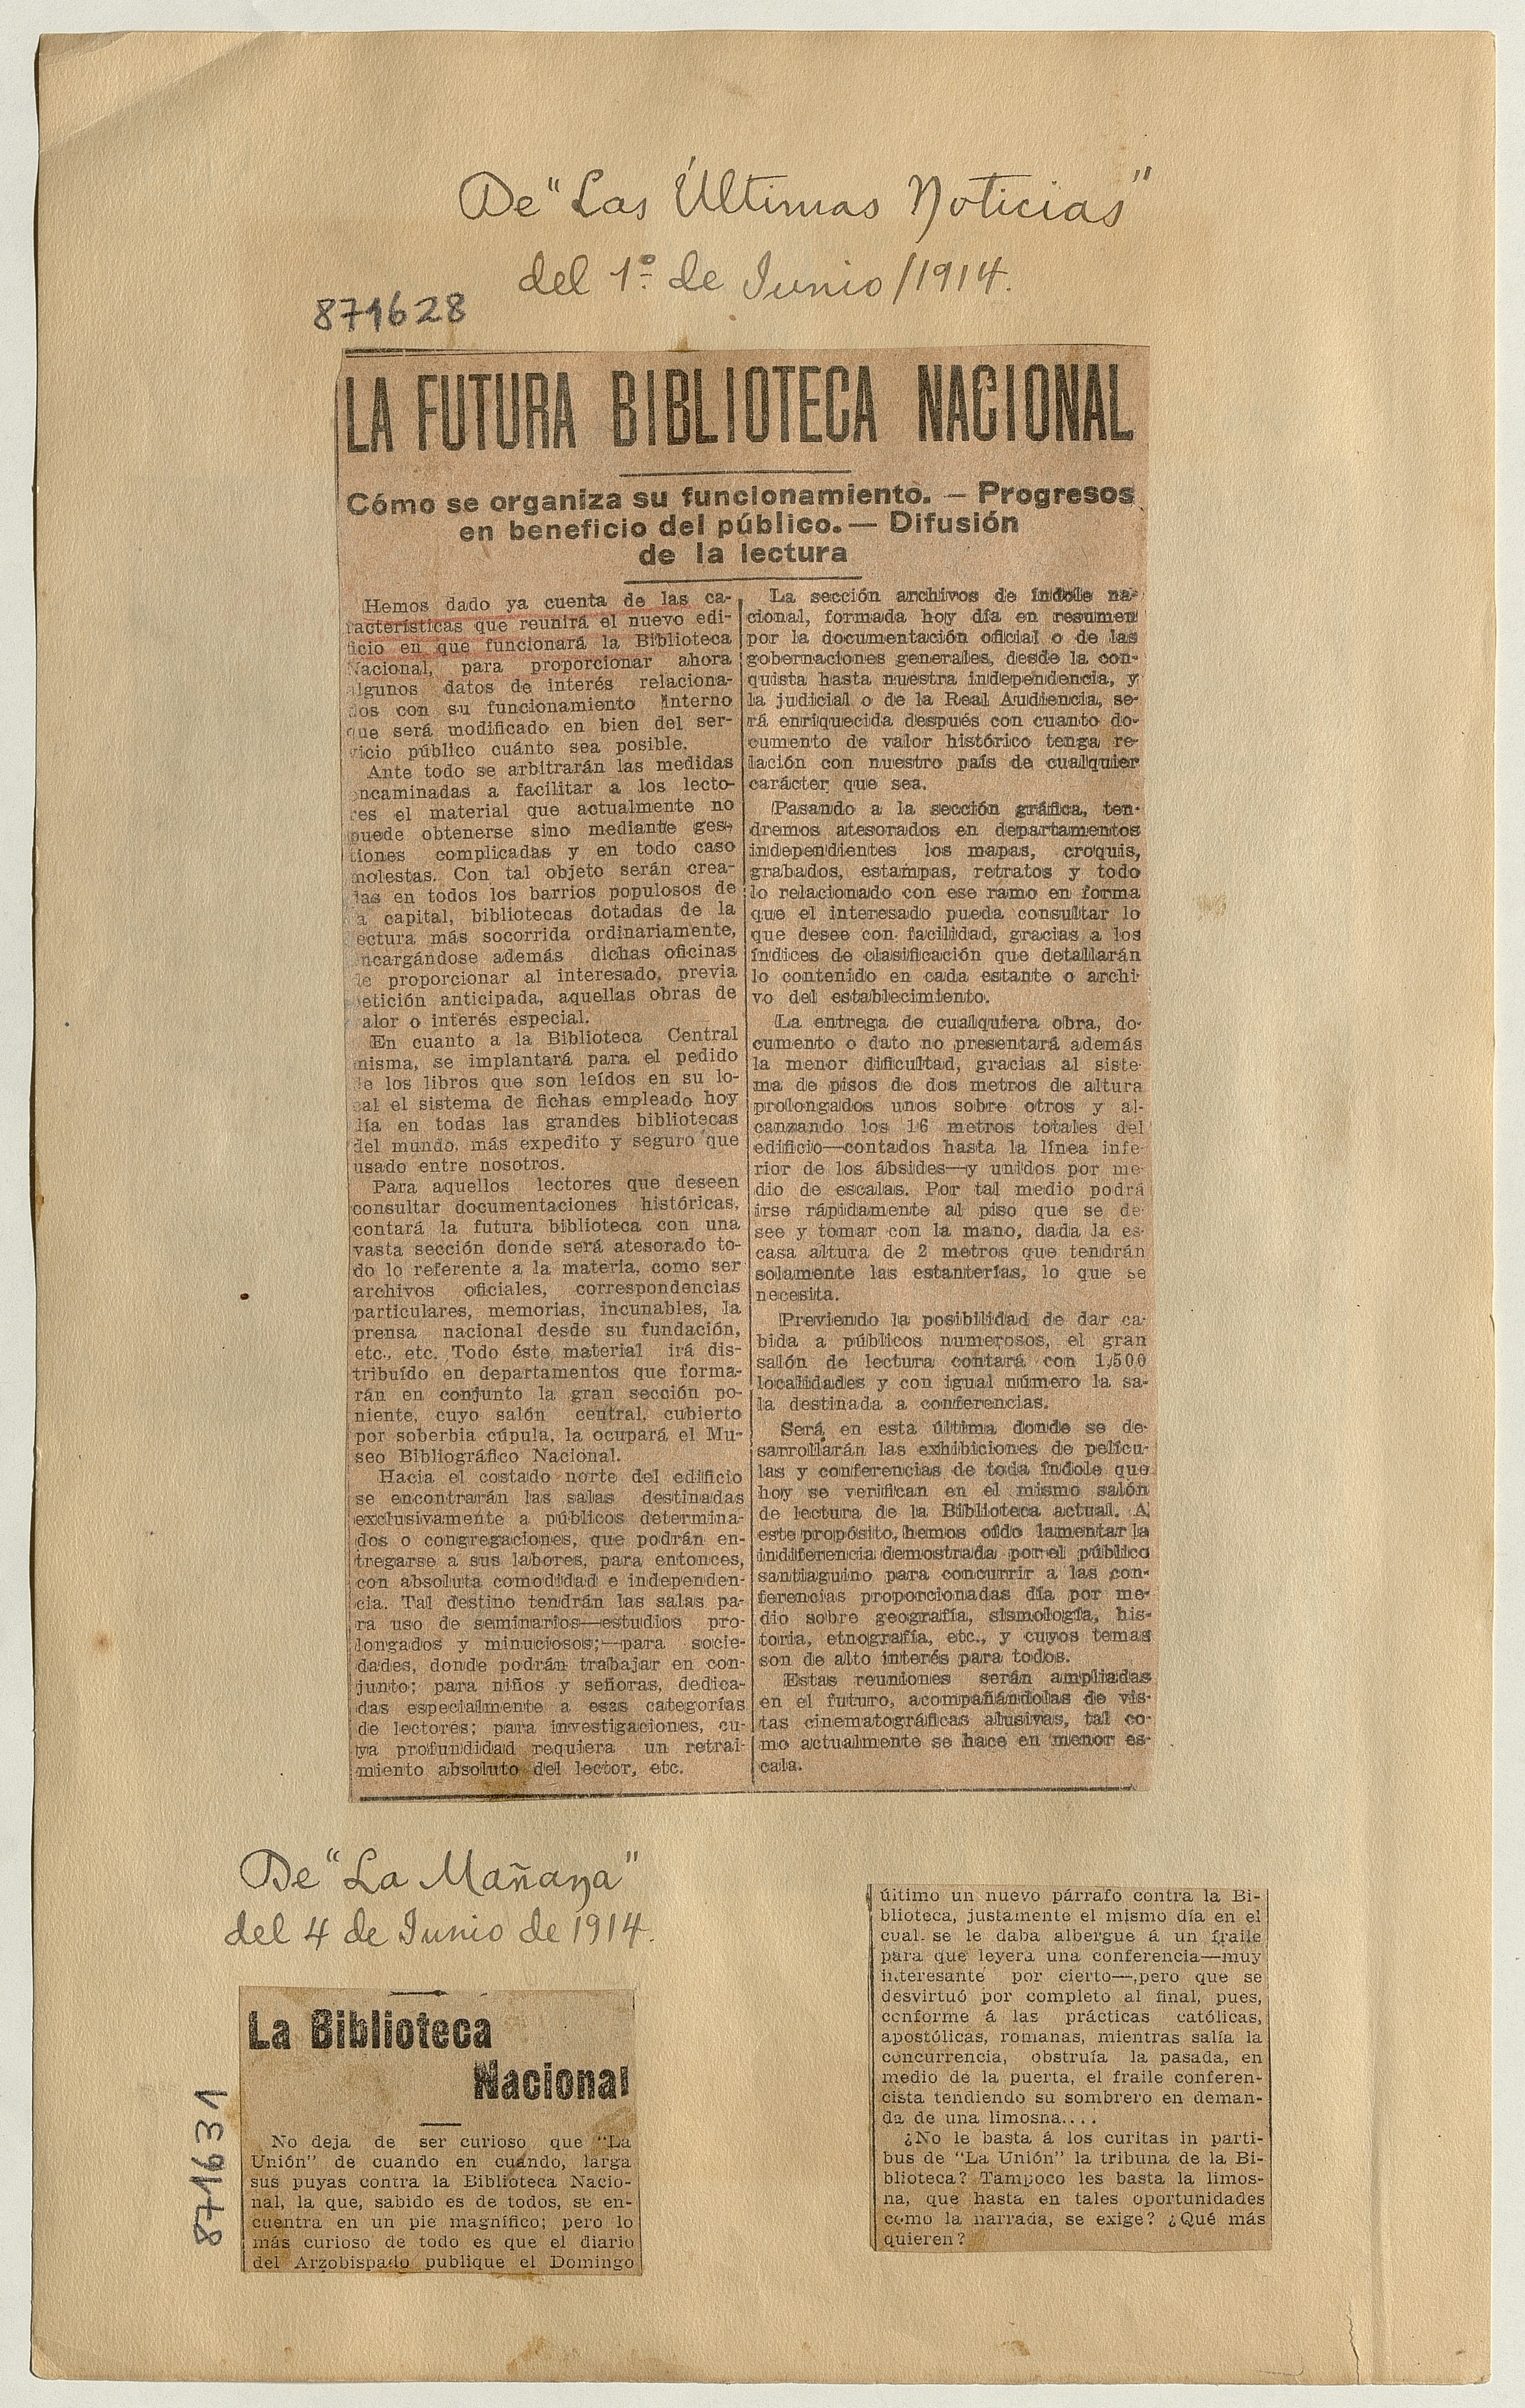 De "Las Últimas Noticias"
del 1º de Junio/1914.
871628
LA FUTURA BIBLIOTECA NACIONAL
Cómo se organiza su funcionamiento. — Progresos
en beneficio del público. — Difusión
de la lectura
Hemos dado ya cuenta de las ca-
racterísticas que reunirá el nuevo edi-
ficio en que funcionará la Biblioteca
Nacional, para proporcionar ahora
algunos datos de interés relaciona-
dos con su funcionamiento interno
que será modificado en bien del ser-
vicio público cuánto sea posible.
Ante todo se arbitrarán las medidas
encaminadas a facilitar a los lecto-
res el material que actualmente no
puede obtenerse sino mediante ges-
tiones complicadas y en todo caso
molestas. Con tal objeto serán crea-
das en todos los barrios populosos de
la capital, bibliotecas dotadas de la
ectura más socorrida ordinariamente,
ncargándose además dichas oficinas
de proporcionar al interesado, previa
petición anticipada, aquellas obras de
valor o interés especial.
En cuanto a la Biblioteca Central
misma, se implantará para el pedido
de los libros que son leídos en su lo-
cal el sistema de fichas empleado hoy
día en todas las grandes bibliotecas
del mundo, más expedito y seguro que
usado entre nosotros.
Para aquellos lectores que deseen
consultar documentaciones históricas,
contará la futura biblioteca con una
vasta sección donde será atesorado to-
do lo referente a la materia, como ser
archivos oficiales, correspondencias
particulares, memorias, incunables, la
prensa nacional desde su fundación,
etc., etc. Todo éste material irá dis-
tribuído en departamentos que forma-
rán en conjunto la gran sección po-
niente, cuyo salón central, cubierto
por soberbia cúpula, la ocupará el Mu-
seo Bibliográfico Nacional.
Hacia el costado norte del edificio
se encontrarán las salas destinadas
exclusivamente a públicos determina-
dos o congregaciones, que podrán en-
tregarse a sus labores, para entonces,
con absoluta comodidad e independen-
cia. Tal destino tendrán las salas pa-
ra uso de seminarios—estudios pro-
longados y minuciosos;—para socie-
dades, donde podrán trabajar en con-
junto; para niños y señoras, dedica-
das especialmente a esas categorías
de lectores; para investigaciones, cu-
ya profundidad requiera un retrai-
miento absoluto del lector, etc.
La sección archivos de índole na-
cional, formada hoy día en resumen
por la documentación oficial o de las
gobernaciones generales, desde la con-
quista hasta nuestra independencia, y
la judicial o de la Real Audiencia, se-
rá enriquecida después con cuanto do-
cumento de valor histórico tenga re-
lación con nuestro país de cualquier
carácter que sea.
Pasando a la sección gráfica, ten-
dremos atesorados en departamentos
independientes los mapas, croquis,
grabados, estampas, retratos y todo
lo relacionado con ese ramo en forma
que el interesado pueda consultar lo
que desee con facilidad, gracias a los
índices de clasificación que detallarán
lo contenido en cada estante o archi-
vo del establecimiento.
La entrega de cualquiera obra, do-
cumento o dato no presentará además
la menor dificultad, gracias al siste-
ma de pisos de dos metros de altura
prolongados unos sobre otros y al-
canzando los 16 metros totales del
edificio—contados hasta la línea infe-
rior de los ábsides—y unidos por me-
dio de escalas. Por tal medio podrá
irse rápidamente al piso que se de-
see y tomar con la mano, dada la es-
casa altura de 2 metros que tendrán
solamente las estanterías, lo que se
necesita.
Previendo la posibilidad de dar ca-
bida a públicos numerosos, el gran
salón de lectura contará con 1,500
localidades y con igual número la sa-
la destinada a conferencias.
Será en esta última donde se de-
sarrollarán las exhibiciones de pelícu-
las y conferencias de toda índole que
hoy se verifican en el mismo salón
de lectura de la Biblioteca actual. A
este propósito, hemos oído lamentar la
indiferencia demostrada por el público
santiaguino para concurrir a las con-
ferencias proporcionadas día por me-
dio sobre geografía, sismología, his-
toria, etnografía, etc., y cuyos temas
son de alto interés para todos.
Estas reuniones serán ampliadas
en el futuro, acompañándolas de vis-
tas cinematográficas alusivas, tal co-
mo actualmente se hace en menor es-
cala.
De "La Mañana"
del 4 de Junio de 1914.
871631
La Biblioteca
Nacional
No deja de ser curioso que "La
Unión" de cuando en cuando, larga
sus puyas contra la Biblioteca Nacio-
nal, la que, sabido es de todos, se en-
cuentra en un pie magnífico; pero lo
más curioso de todo es que el diario
del Arzobispado publique el Domingo
último un nuevo párrafo contra la Bi-
blioteca, justamente el mismo día en el
cual se le daba albergue á un fraile
para que leyera una conferencia—muy
interesante por cierto—,pero que se
desvirtuó por completo al final, pues,
conforme á las prácticas católicas,
apostólicas, romanas, mientras salía la
concurrencia, obstruía la pasada, en
medio de la puerta, el fraile conferen-
cista tendiendo su sombrero en deman-
da de una limosna....
¿No le basta á los curitas in parti-
bus de "La Unión" la tribuna de la Bi-
blioteca? Tampoco les basta la limos-
na, que hasta en tales oportunidades
como la narrada, se exige? ¿Qué más
quieren?